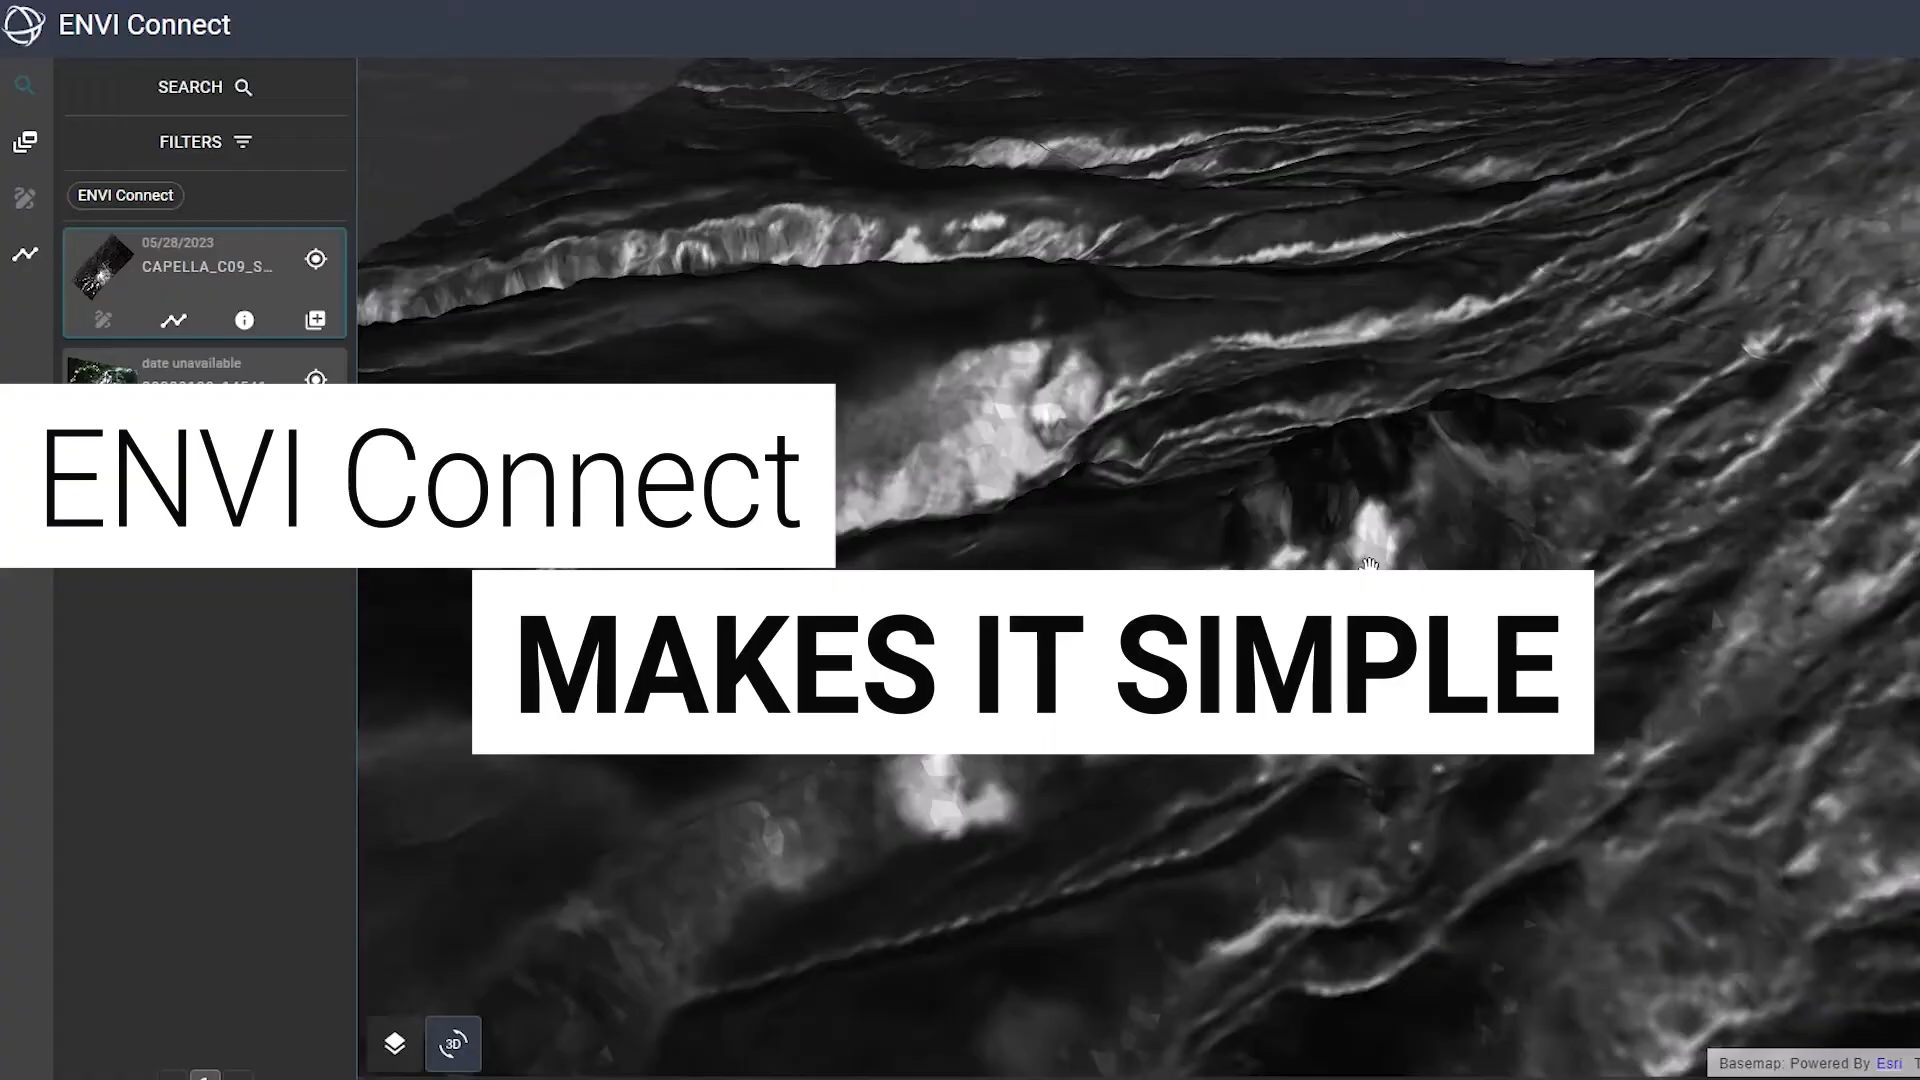 ENVI Connect
SEARCH
FILTERS
ENVI Connect
05/28/2023
CAPELLA_C09_S...
date unavailable
ENVI Connect
MAKES IT SIMPLE
3D
Basemap: Powered By Esri